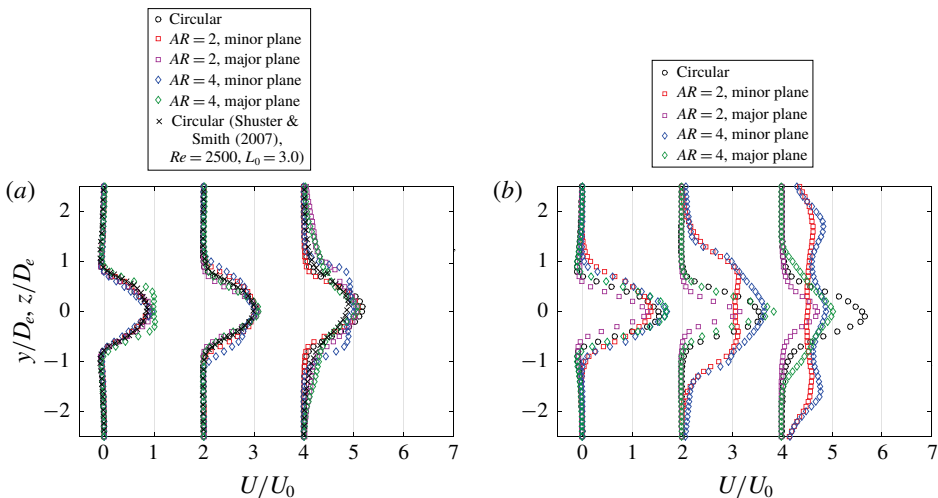 Circular
AR = 2, minor plane
AR = 2, major plane
AR = 4, minor plane
AR = 4, major plane
Circular (Shuster &
Smith (2007),
Re = 2500, L₀ = 3.0)
(a)
2
1
0
−1
−2
y/Dₑ, z/Dₑ
0 1 2 3 4 5 6 7
U/U₀
Circular
AR = 2, minor plane
AR = 2, major plane
AR = 4, minor plane
AR = 4, major plane
(b)
2
1
0
−1
−2
0 1 2 3 4 5 6 7
U/U₀